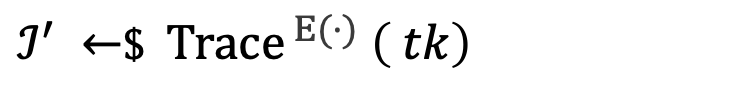 𝒥′ ←$ Trace^E(·) (tk)